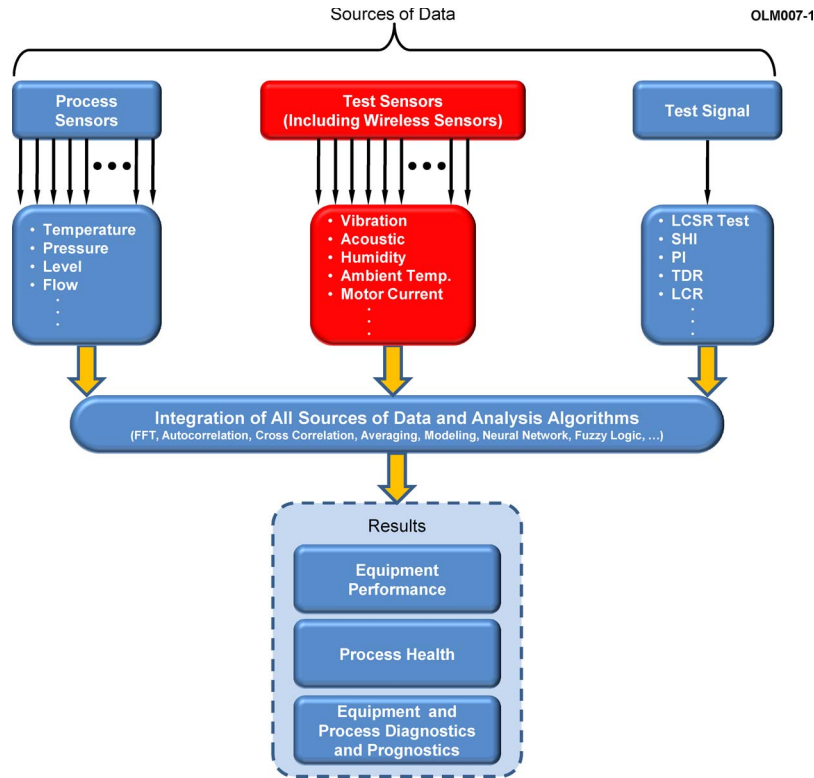 Sources of Data
OLM007-1
Process
Sensors
Test Sensors
(Including Wireless Sensors)
Test Signal
• Temperature
• Pressure
• Level
• Flow
• Vibration
• Acoustic
• Humidity
• Ambient Temp.
• Motor Current
• LCSR Test
• SHI
• PI
• TDR
• LCR
Integration of All Sources of Data and Analysis Algorithms
(FFT, Autocorrelation, Cross Correlation, Averaging, Modeling, Neural Network, Fuzzy Logic, ...)
Results
Equipment
Performance
Process Health
Equipment and
Process Diagnostics
and Prognostics